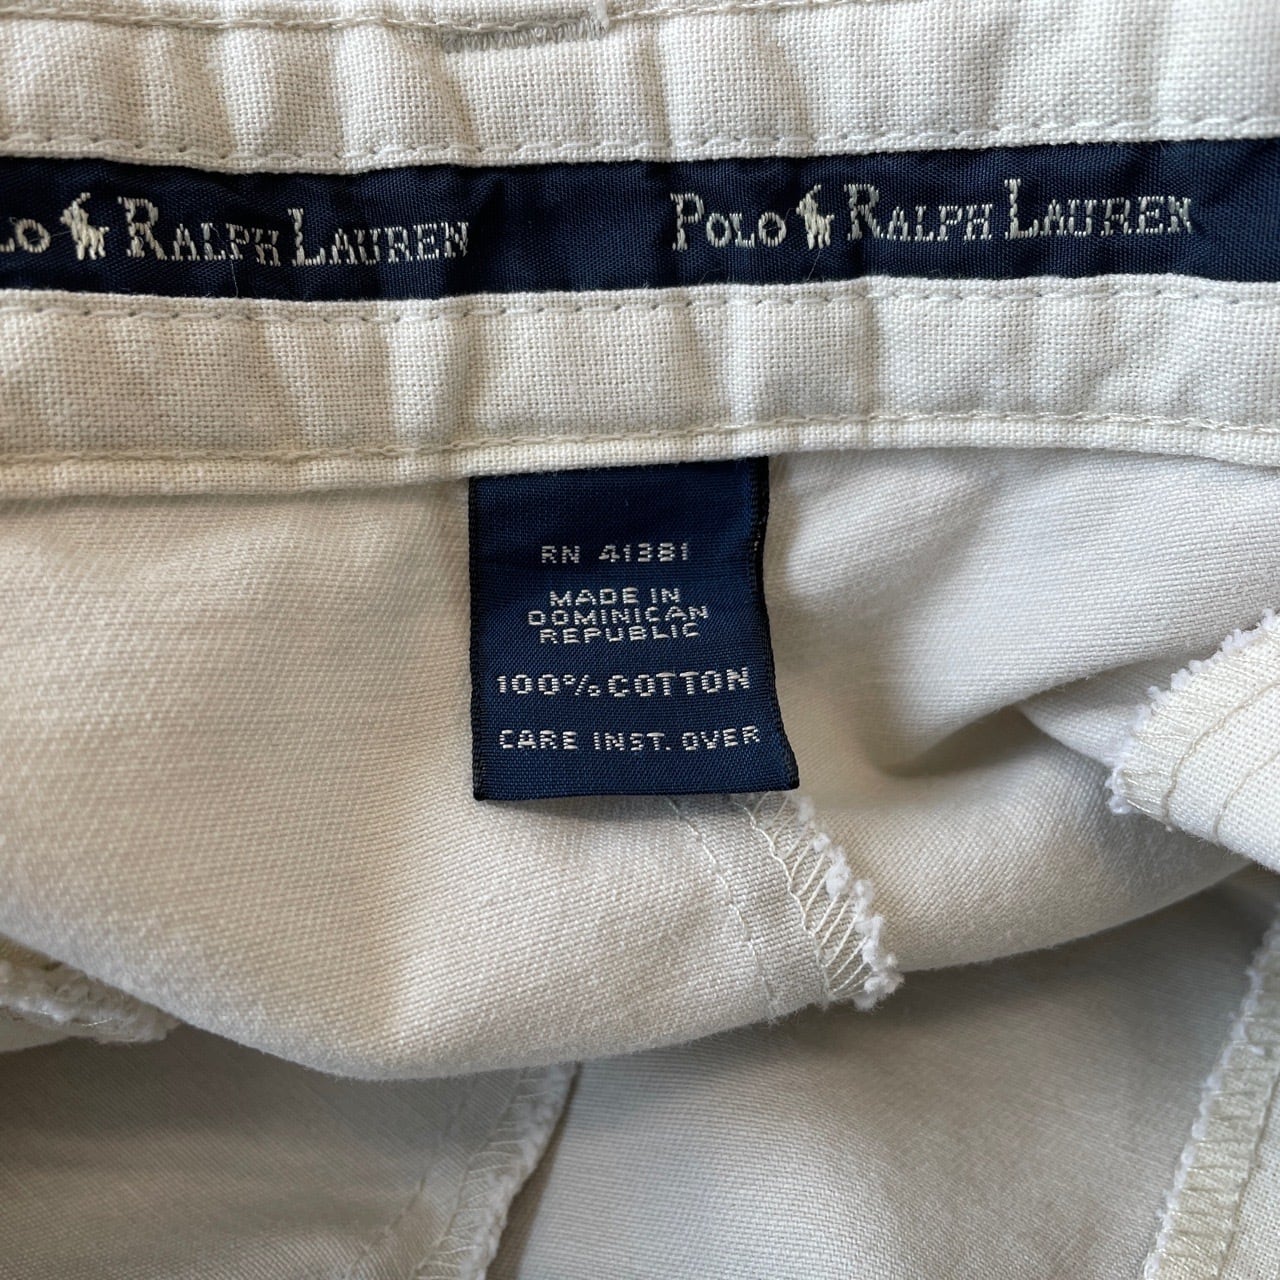 LO RALPH LAUREN POLO RALPH LAUREN
RN 41381
MADE IN
DOMINICAN
REPUBLIC
100% COTTON
CARE INST. OVER